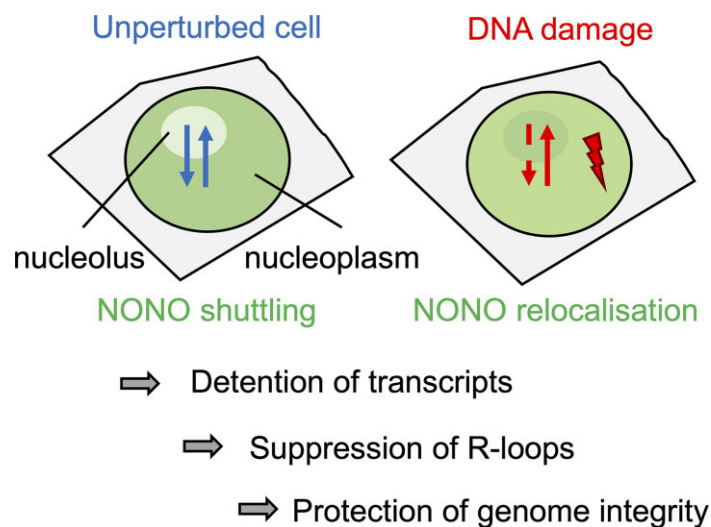 Unperturbed cell
DNA damage
nucleolus
nucleoplasm
NONO shuttling
NONO relocalisation
Detention of transcripts
Suppression of R-loops
Protection of genome integrity